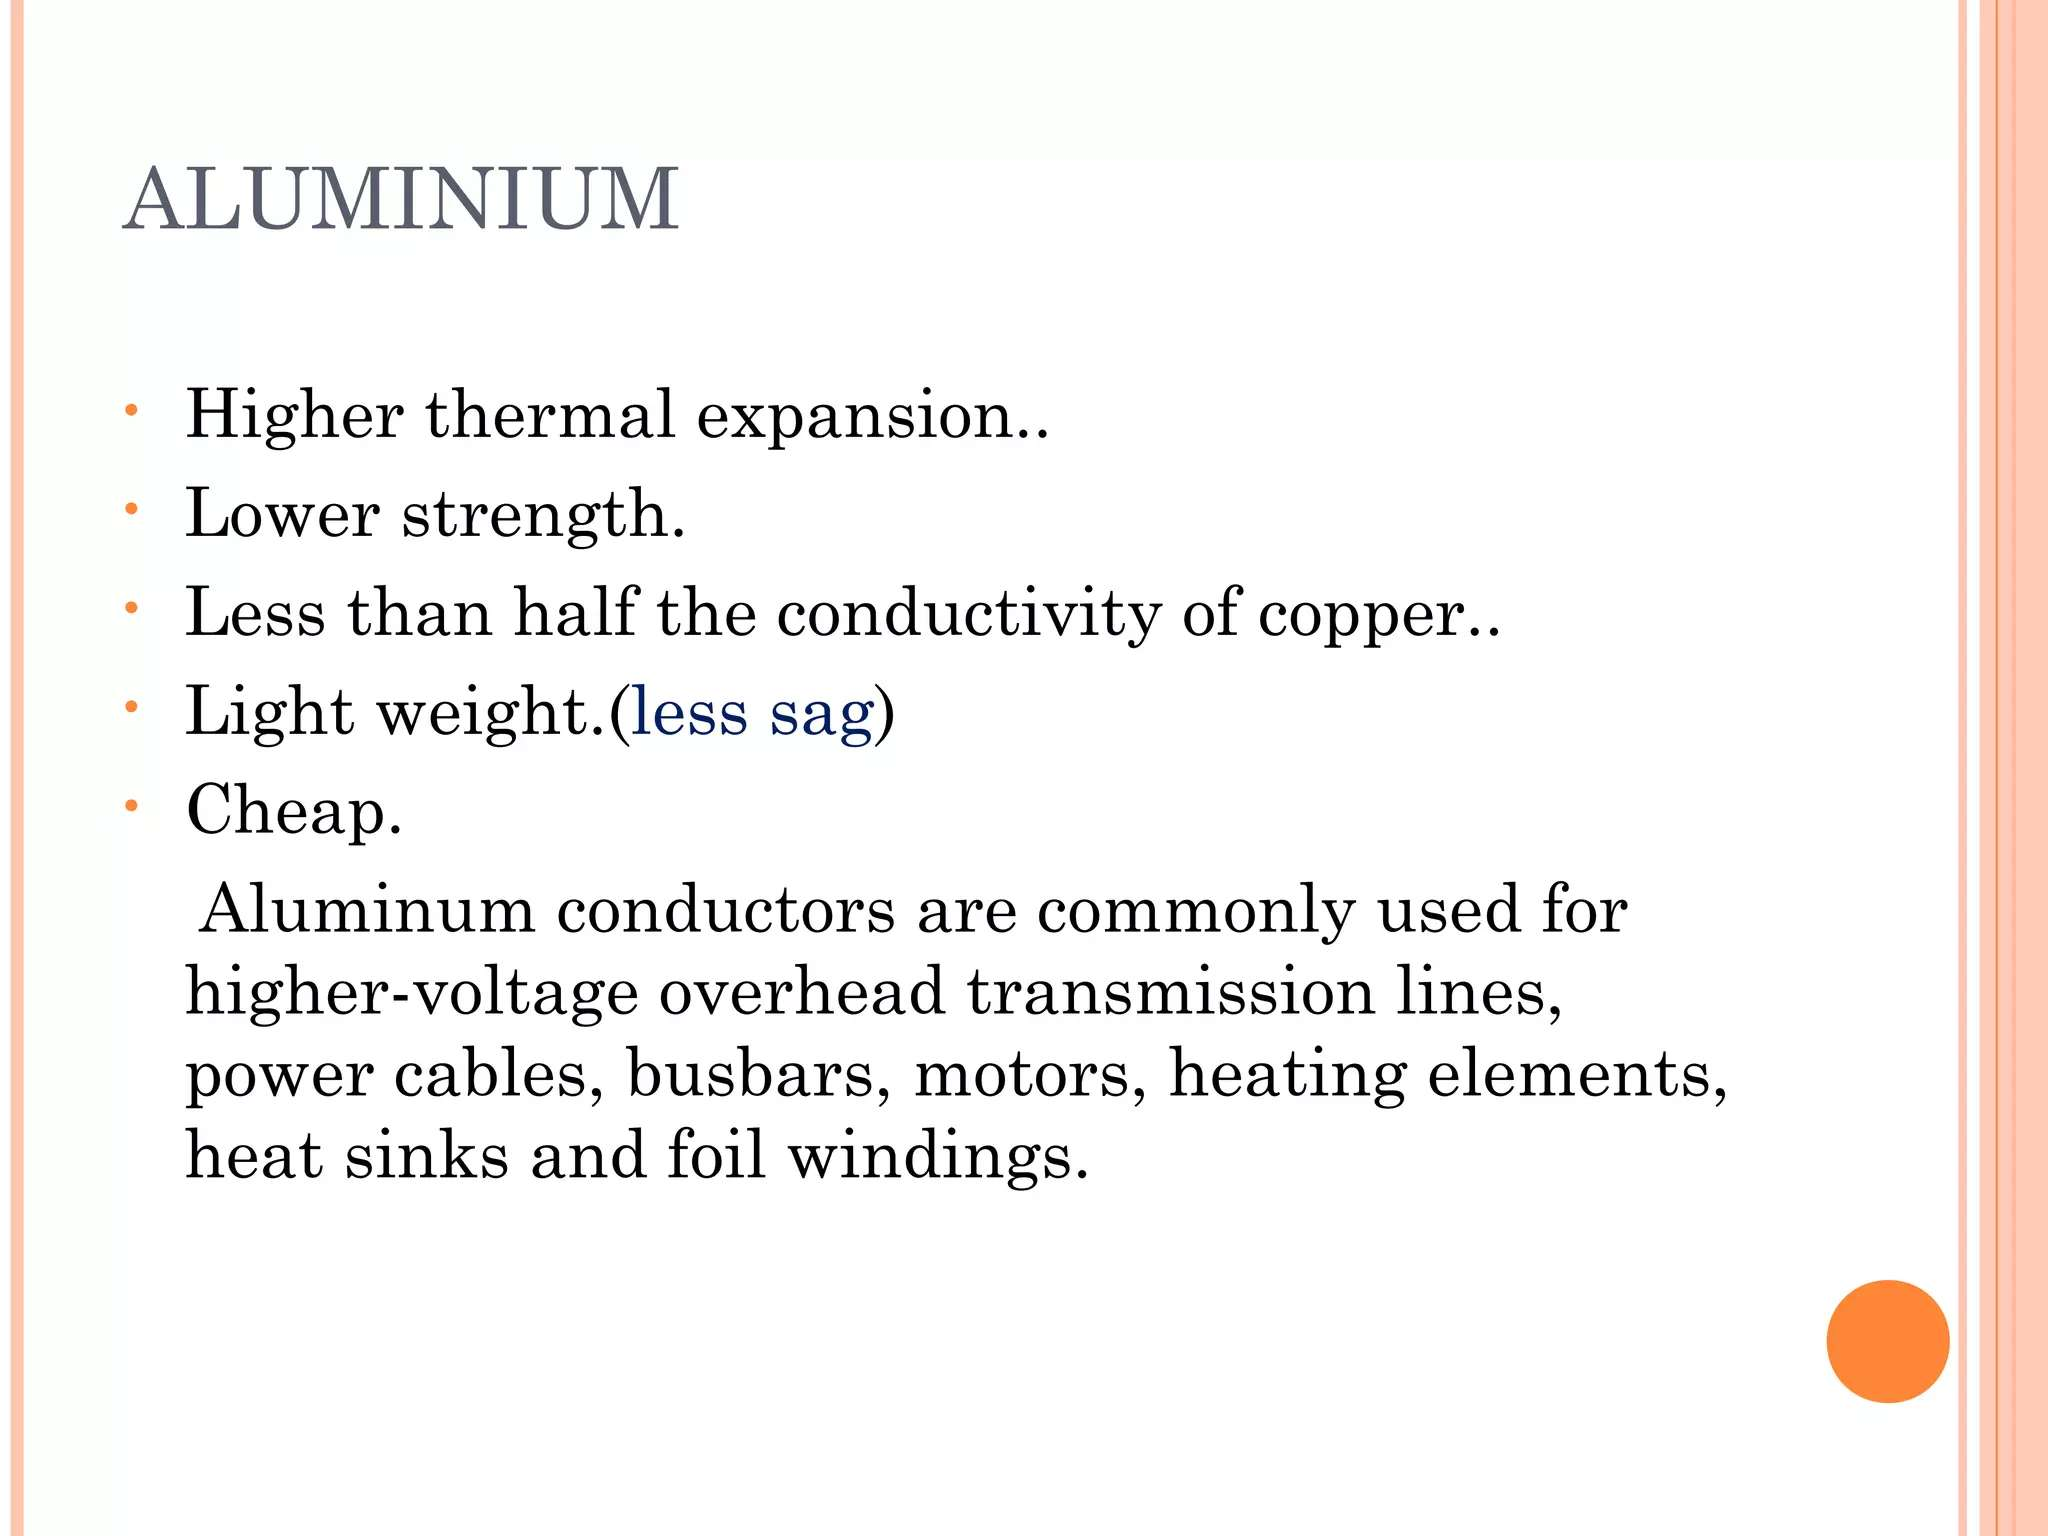 ALUMINIUM
• Higher thermal expansion..
• Lower strength.
• Less than half the conductivity of copper..
• Light weight.(less sag)
• Cheap.
Aluminum conductors are commonly used for
higher-voltage overhead transmission lines,
power cables, busbars, motors, heating elements,
heat sinks and foil windings.